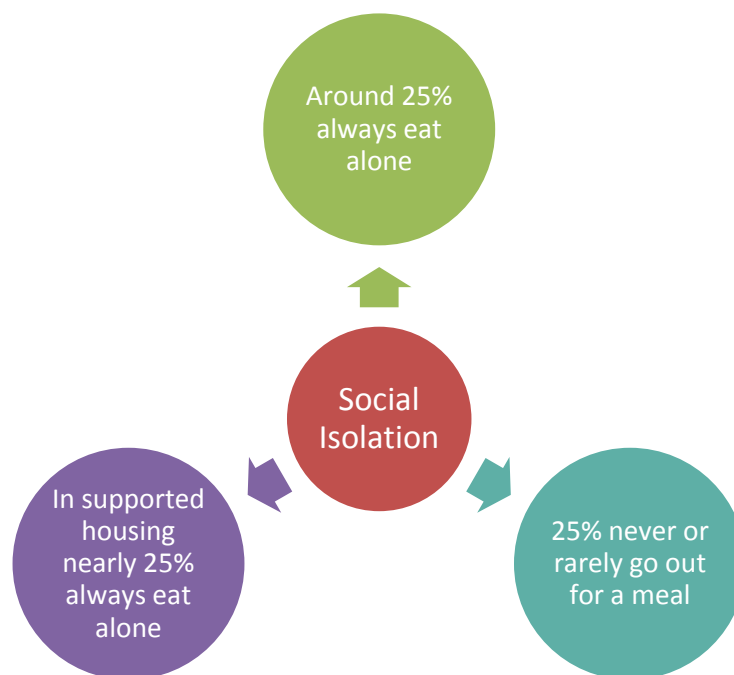 Around 25%
always eat
alone
Social
Isolation
In supported
housing
nearly 25%
always eat
alone
25% never or
rarely go out
for a meal